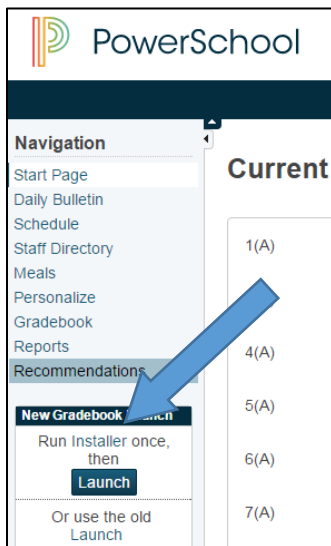 PowerSchool
Navigation
Start Page
Daily Bulletin
Schedule
Staff Directory
Meals
Personalize
Gradebook
Reports
Recommendations
New Gradebook
Run Installer once,
then
Launch
Or use the old
Launch
Current
1(A)
4(A)
5(A)
6(A)
7(A)